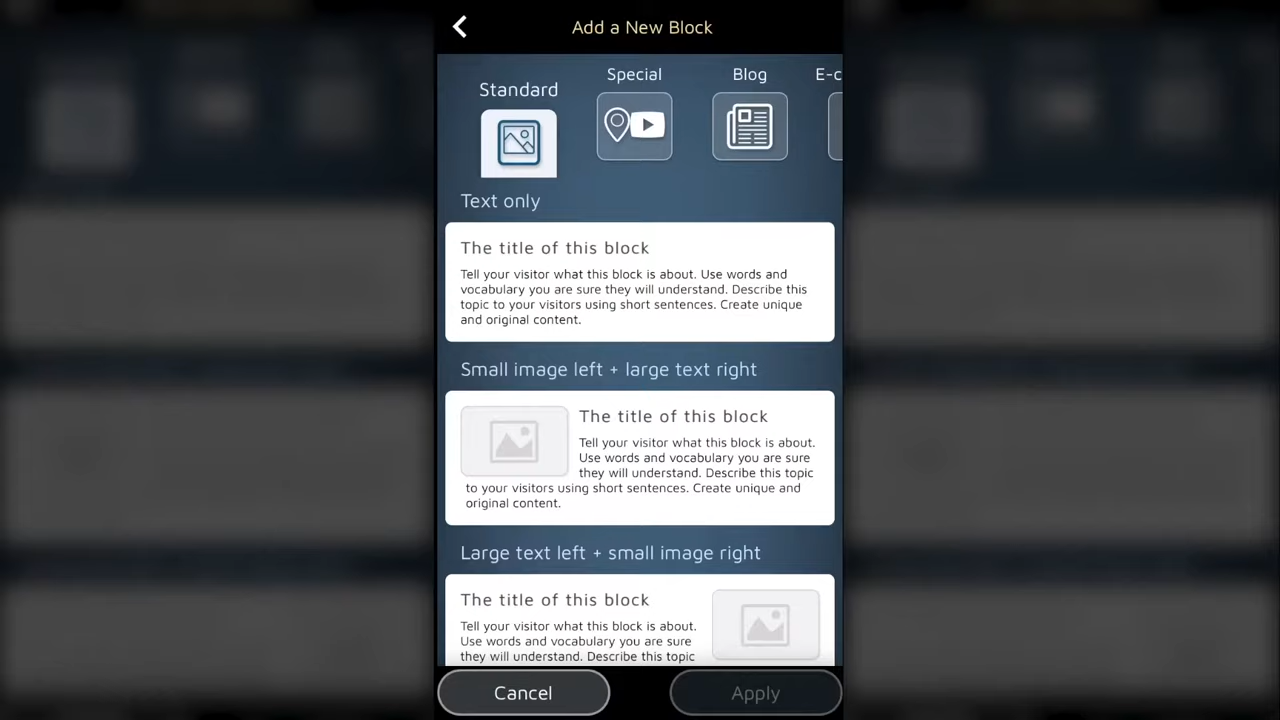 Add a New Block
Standard
Special
Blog
E-c
Text only
The title of this block
Tell your visitor what this block is about. Use words and
vocabulary you are sure they will understand. Describe this
topic to your visitors using short sentences. Create unique
and original content.
Small image left + large text right
The title of this block
Tell your visitor what this block is about.
Use words and vocabulary you are sure
they will understand. Describe this topic
to your visitors using short sentences. Create unique and
original content.
Large text left + small image right
The title of this block
Tell your visitor what this block is about.
Use words and vocabulary you are sure
they will understand. Describe this topic
Cancel
Apply